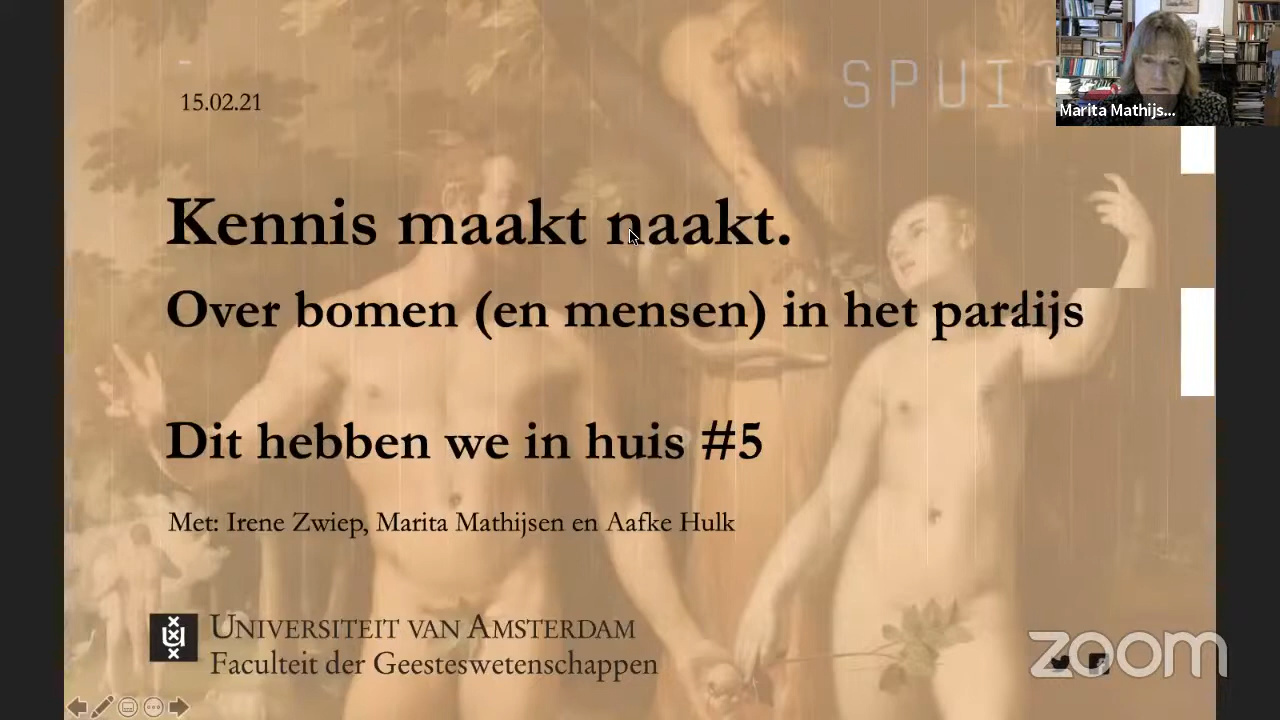 15.02.21
SPUI
Marita Mathijs...
Kennis maakt naakt.
Over bomen (en mensen) in het pardijs
Dit hebben we in huis #5
Met: Irene Zwiep, Marita Mathijsen en Aafke Hulk
UNIVERSITEIT VAN AMSTERDAM
Faculteit der Geesteswetenschappen
zoom